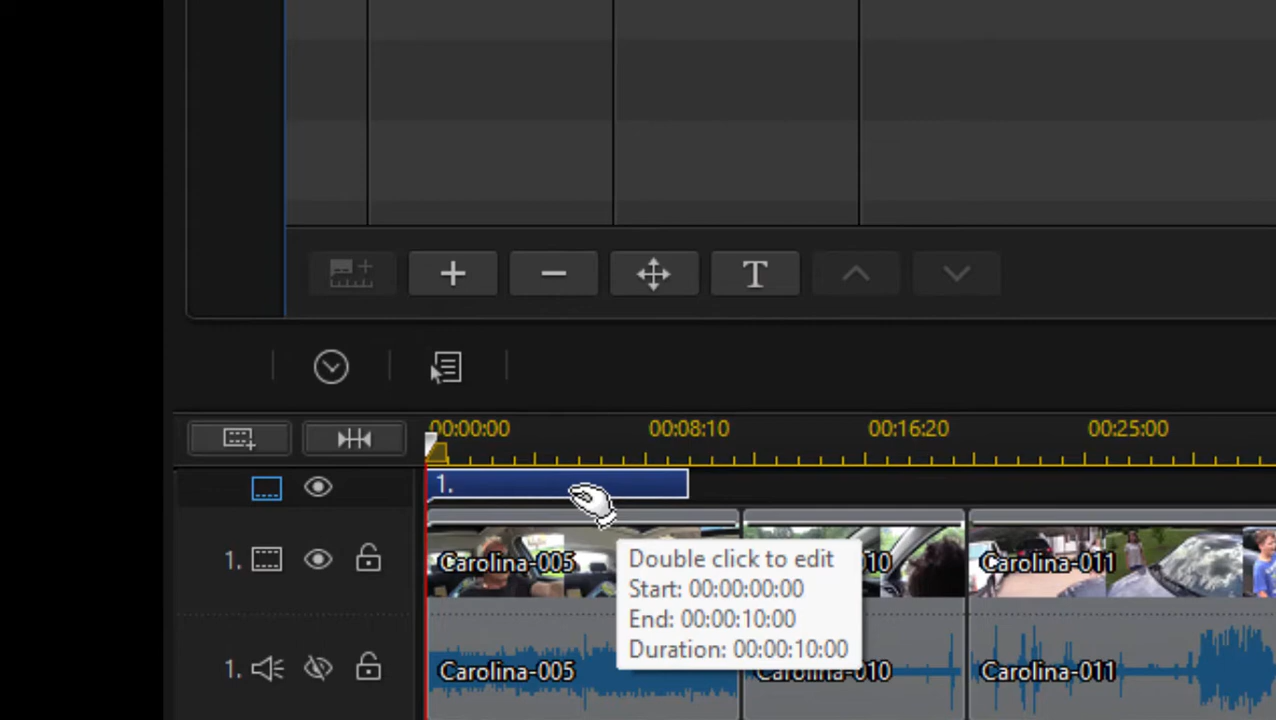 T
00:00:00 00:08:10 00:16:20 00:25:00
1.
1. Carolina-005 10 Carolina-011
Double click to edit
Start: 00:00:00:00
End: 00:00:10:00
Duration: 00:00:10:00
1. Carolina-005 Carolina-010 Carolina-011